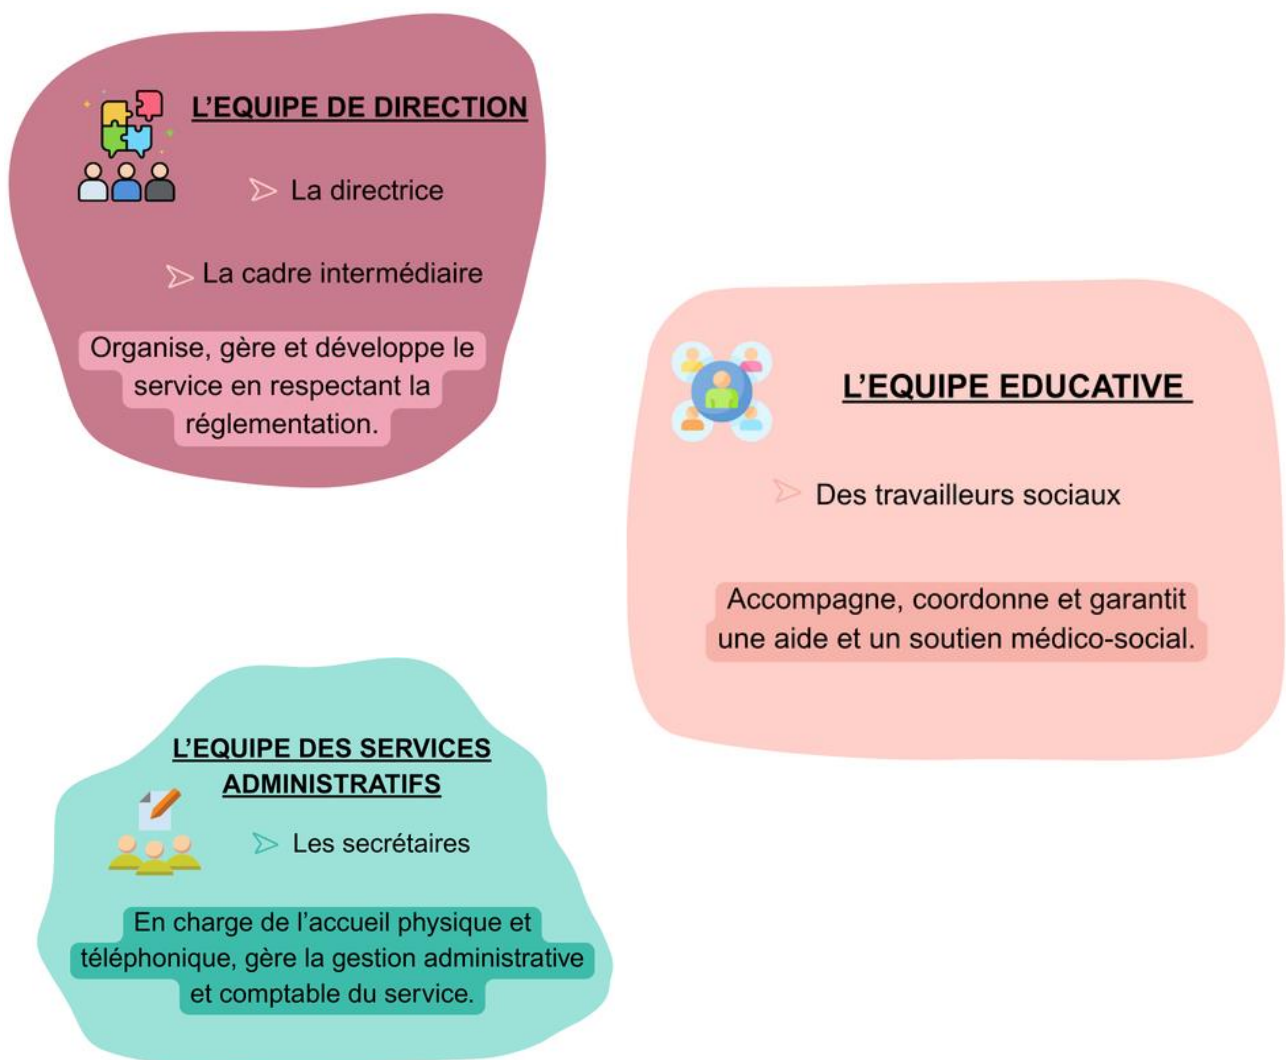 L'EQUIPE DE DIRECTION
La directrice
La cadre intermédiaire
Organise, gère et développe le
service en respectant la
réglementation.
L'EQUIPE EDUCATIVE
Des travailleurs sociaux
Accompagne, coordonne et garantit
une aide et un soutien médico-social.
L'EQUIPE DES SERVICES
ADMINISTRATIFS
Les secrétaires
En charge de l'accueil physique et
téléphonique, gère la gestion administrative
et comptable du service.